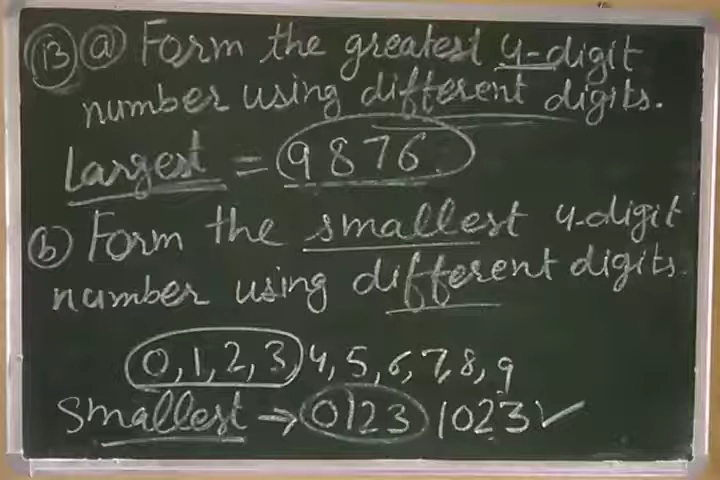 13 a Form the greatest 4-digit
number using different digits.
Largest = 9876.
b Form the smallest 4-digit
number using different digits.
0, 1, 2, 3 4, 5, 6, 7, 8, 9
Smallest → 0123 1023 ✓